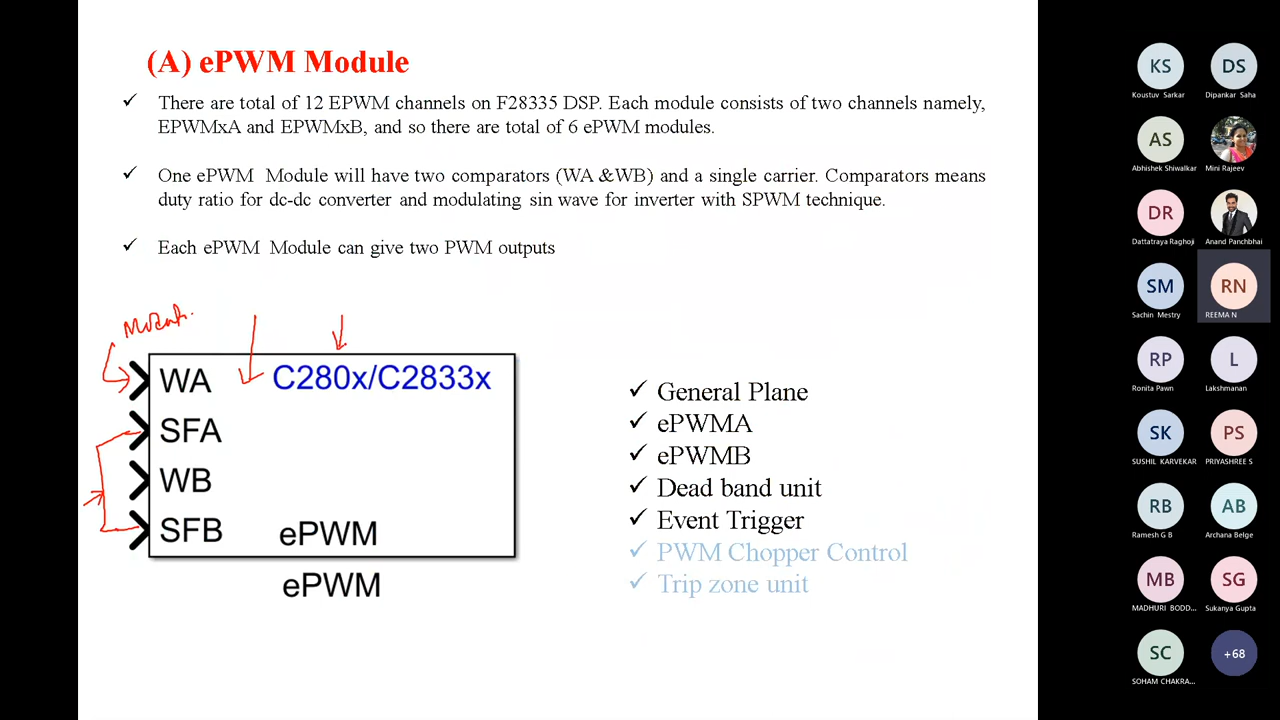 (A) ePWM Module
✓ There are total of 12 EPWM channels on F28335 DSP. Each module consists of two channels namely,
EPWMxA and EPWMxB, and so there are total of 6 ePWM modules.
✓ One ePWM Module will have two comparators (WA &WB) and a single carrier. Comparators means
duty ratio for dc-dc converter and modulating sin wave for inverter with SPWM technique.
✓ Each ePWM Module can give two PWM outputs
WA
C280x/C2833x
SFA
WB
SFB
ePWM
ePWM
✓ General Plane
✓ ePWMA
✓ ePWMB
✓ Dead band unit
✓ Event Trigger
✓ PWM Chopper Control
✓ Trip zone unit
KS
DS
Koustuv Sarkar
Dipankar Saha
AS
Abhishek Shiwalkar
Mini Rajeev
DR
Dattatraya Raghoji
Anand Panchbhai
SM
RN
Sachin Mestry
REEMA N
RP
L
Ronita Pawn
Lakshmanan
SK
PS
SUSHIL KARVEKAR
PRIYASHREE S
RB
AB
Ramesh G B
Archana Belge
MB
SG
MADHURI BODD...
Sukanya Gupta
SC
+68
SOHAM CHAKRA...